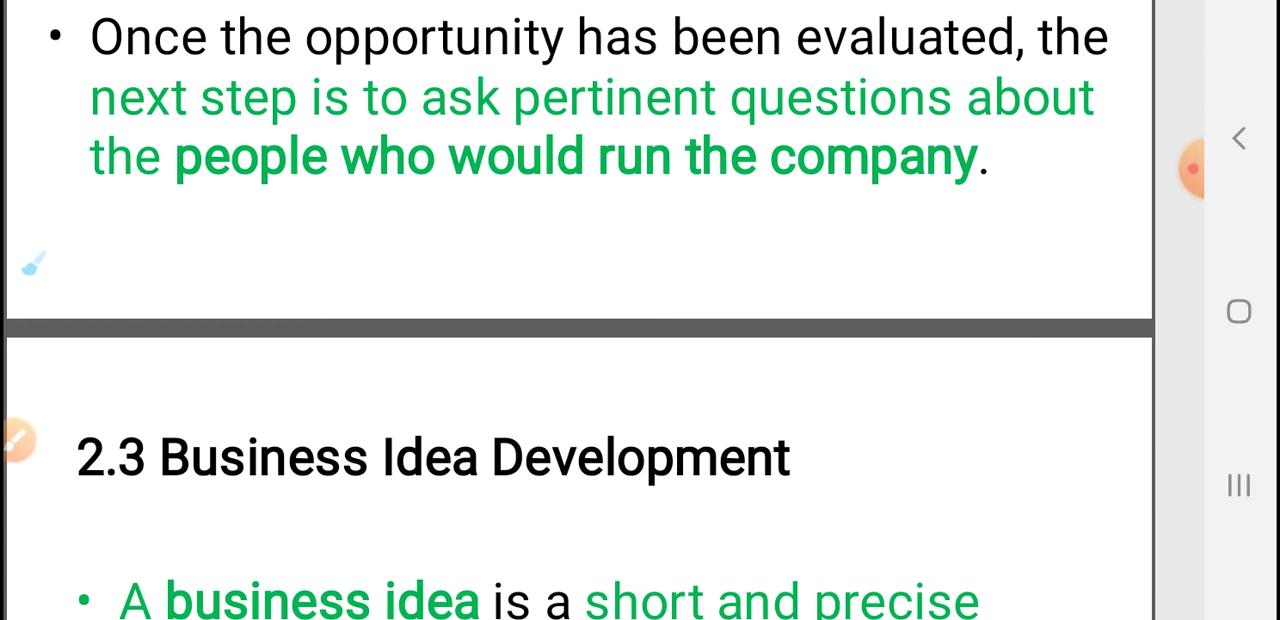 • Once the opportunity has been evaluated, the
next step is to ask pertinent questions about
the people who would run the company.
2.3 Business Idea Development
• A business idea is a short and precise